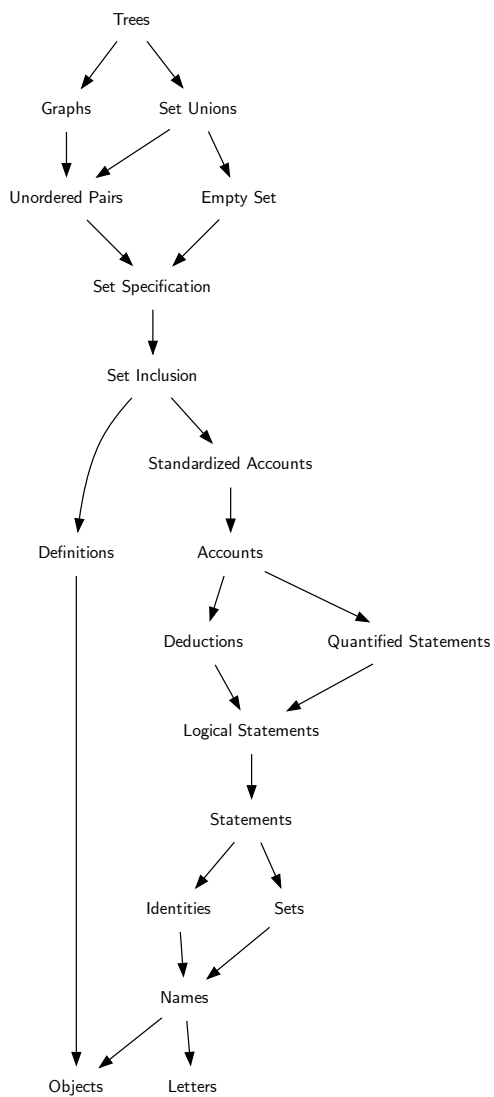 Trees
Graphs
Set Unions
Unordered Pairs
Empty Set
Set Specification
Set Inclusion
Standardized Accounts
Definitions
Accounts
Deductions
Quantified Statements
Logical Statements
Statements
Identities
Sets
Names
Objects
Letters